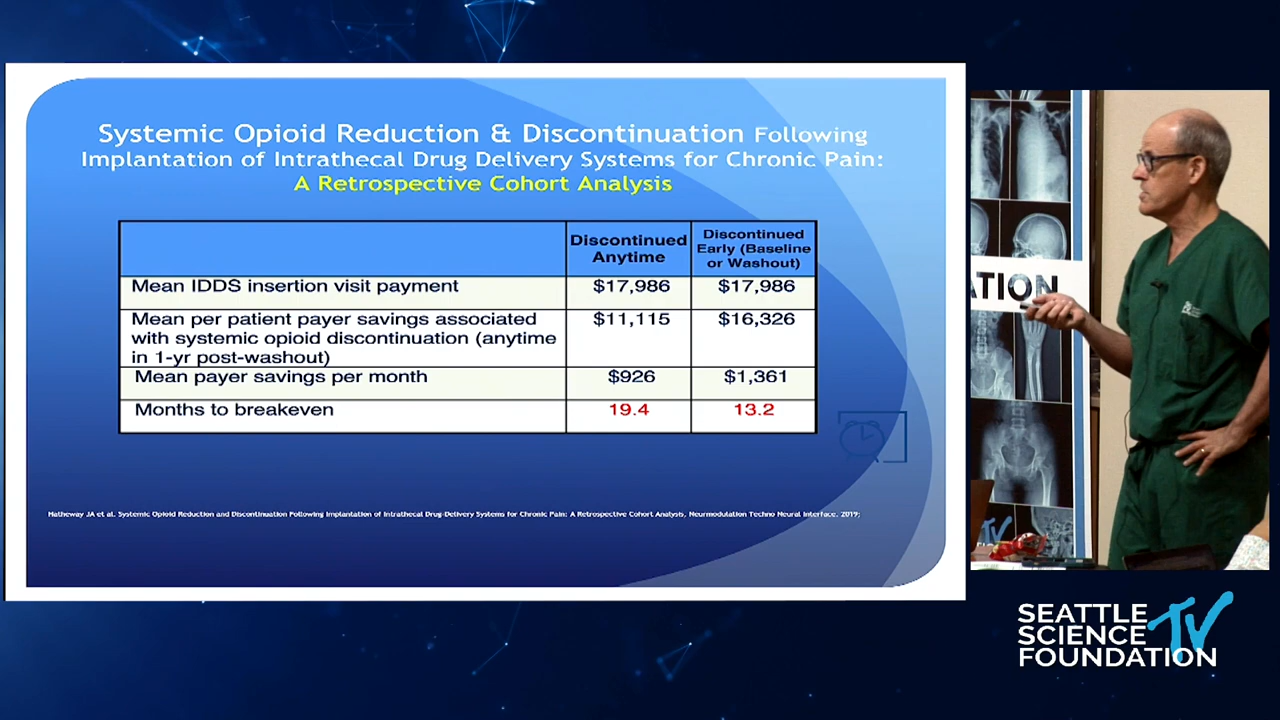 Systemic Opioid Reduction & Discontinuation Following
Implantation of Intrathecal Drug Delivery Systems for Chronic Pain:
A Retrospective Cohort Analysis
Discontinued
Anytime
Discontinued
Early (Baseline
or Washout)
Mean IDDS insertion visit payment $17,986 $17,986
Mean per patient payer savings associated
with systemic opioid discontinuation (anytime
in 1-yr post-washout)
$11,115 $16,326
Mean payer savings per month $926 $1,361
Months to breakeven 19.4 13.2
Hatheway JA et al. Systemic Opioid Reduction and Discontinuation Following Implantation of Intrathecal Drug-Delivery Systems for Chronic Pain: A Retrospective Cohort Analysis, Neurmodulation Techno Neural Interface. 2019;
ATION
TV
SEATTLE
SCIENCE TV
FOUNDATION